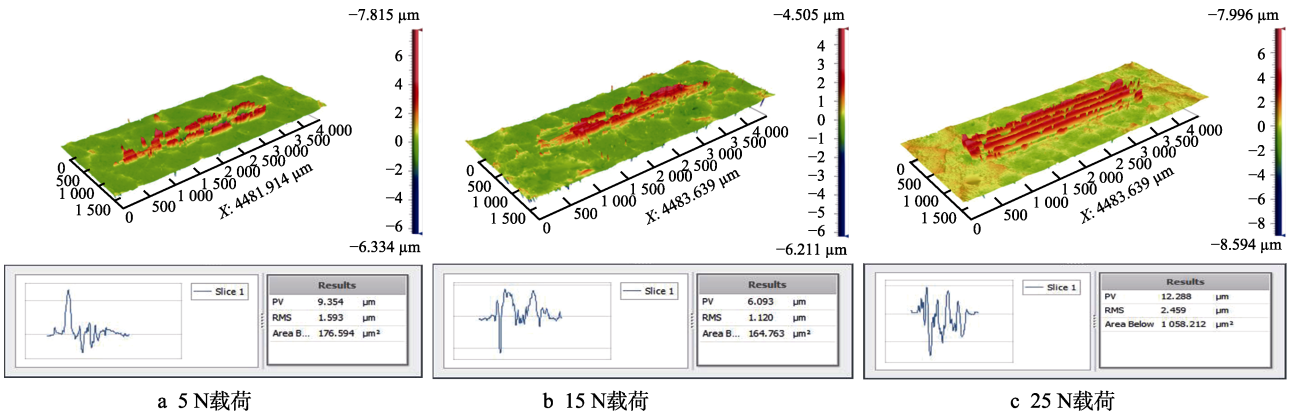 −7.815 μm
6
4
2
0
−2
−4
−6
−6.334 μm
0
500
1 000
1 500
0
500
1 000
1 500
2 000
2 500
3 000
3 500
4 000
X: 4481.914 μm
Slice 1
Results
PV 9.354 μm
RMS 1.593 μm
Area B... 176.594 μm²
a 5 N载荷
−4.505 μm
4
3
2
1
0
−1
−2
−3
−4
−5
−6
−6.211 μm
0
500
1 000
1 500
0
500
1 000
1 500
2 000
2 500
3 000
3 500
4 000
X: 4483.639 μm
Slice 1
Results
PV 6.093 μm
RMS 1.120 μm
Area B... 164.763 μm²
b 15 N载荷
−7.996 μm
6
4
2
0
−2
−4
−6
−8
−8.594 μm
0
500
1 000
1 500
0
500
1 000
1 500
2 000
2 500
3 000
3 500
4 000
X: 4483.639 μm
Slice 1
Results
PV 12.288 μm
RMS 2.459 μm
Area Below 1 058.212 μm²
c 25 N载荷